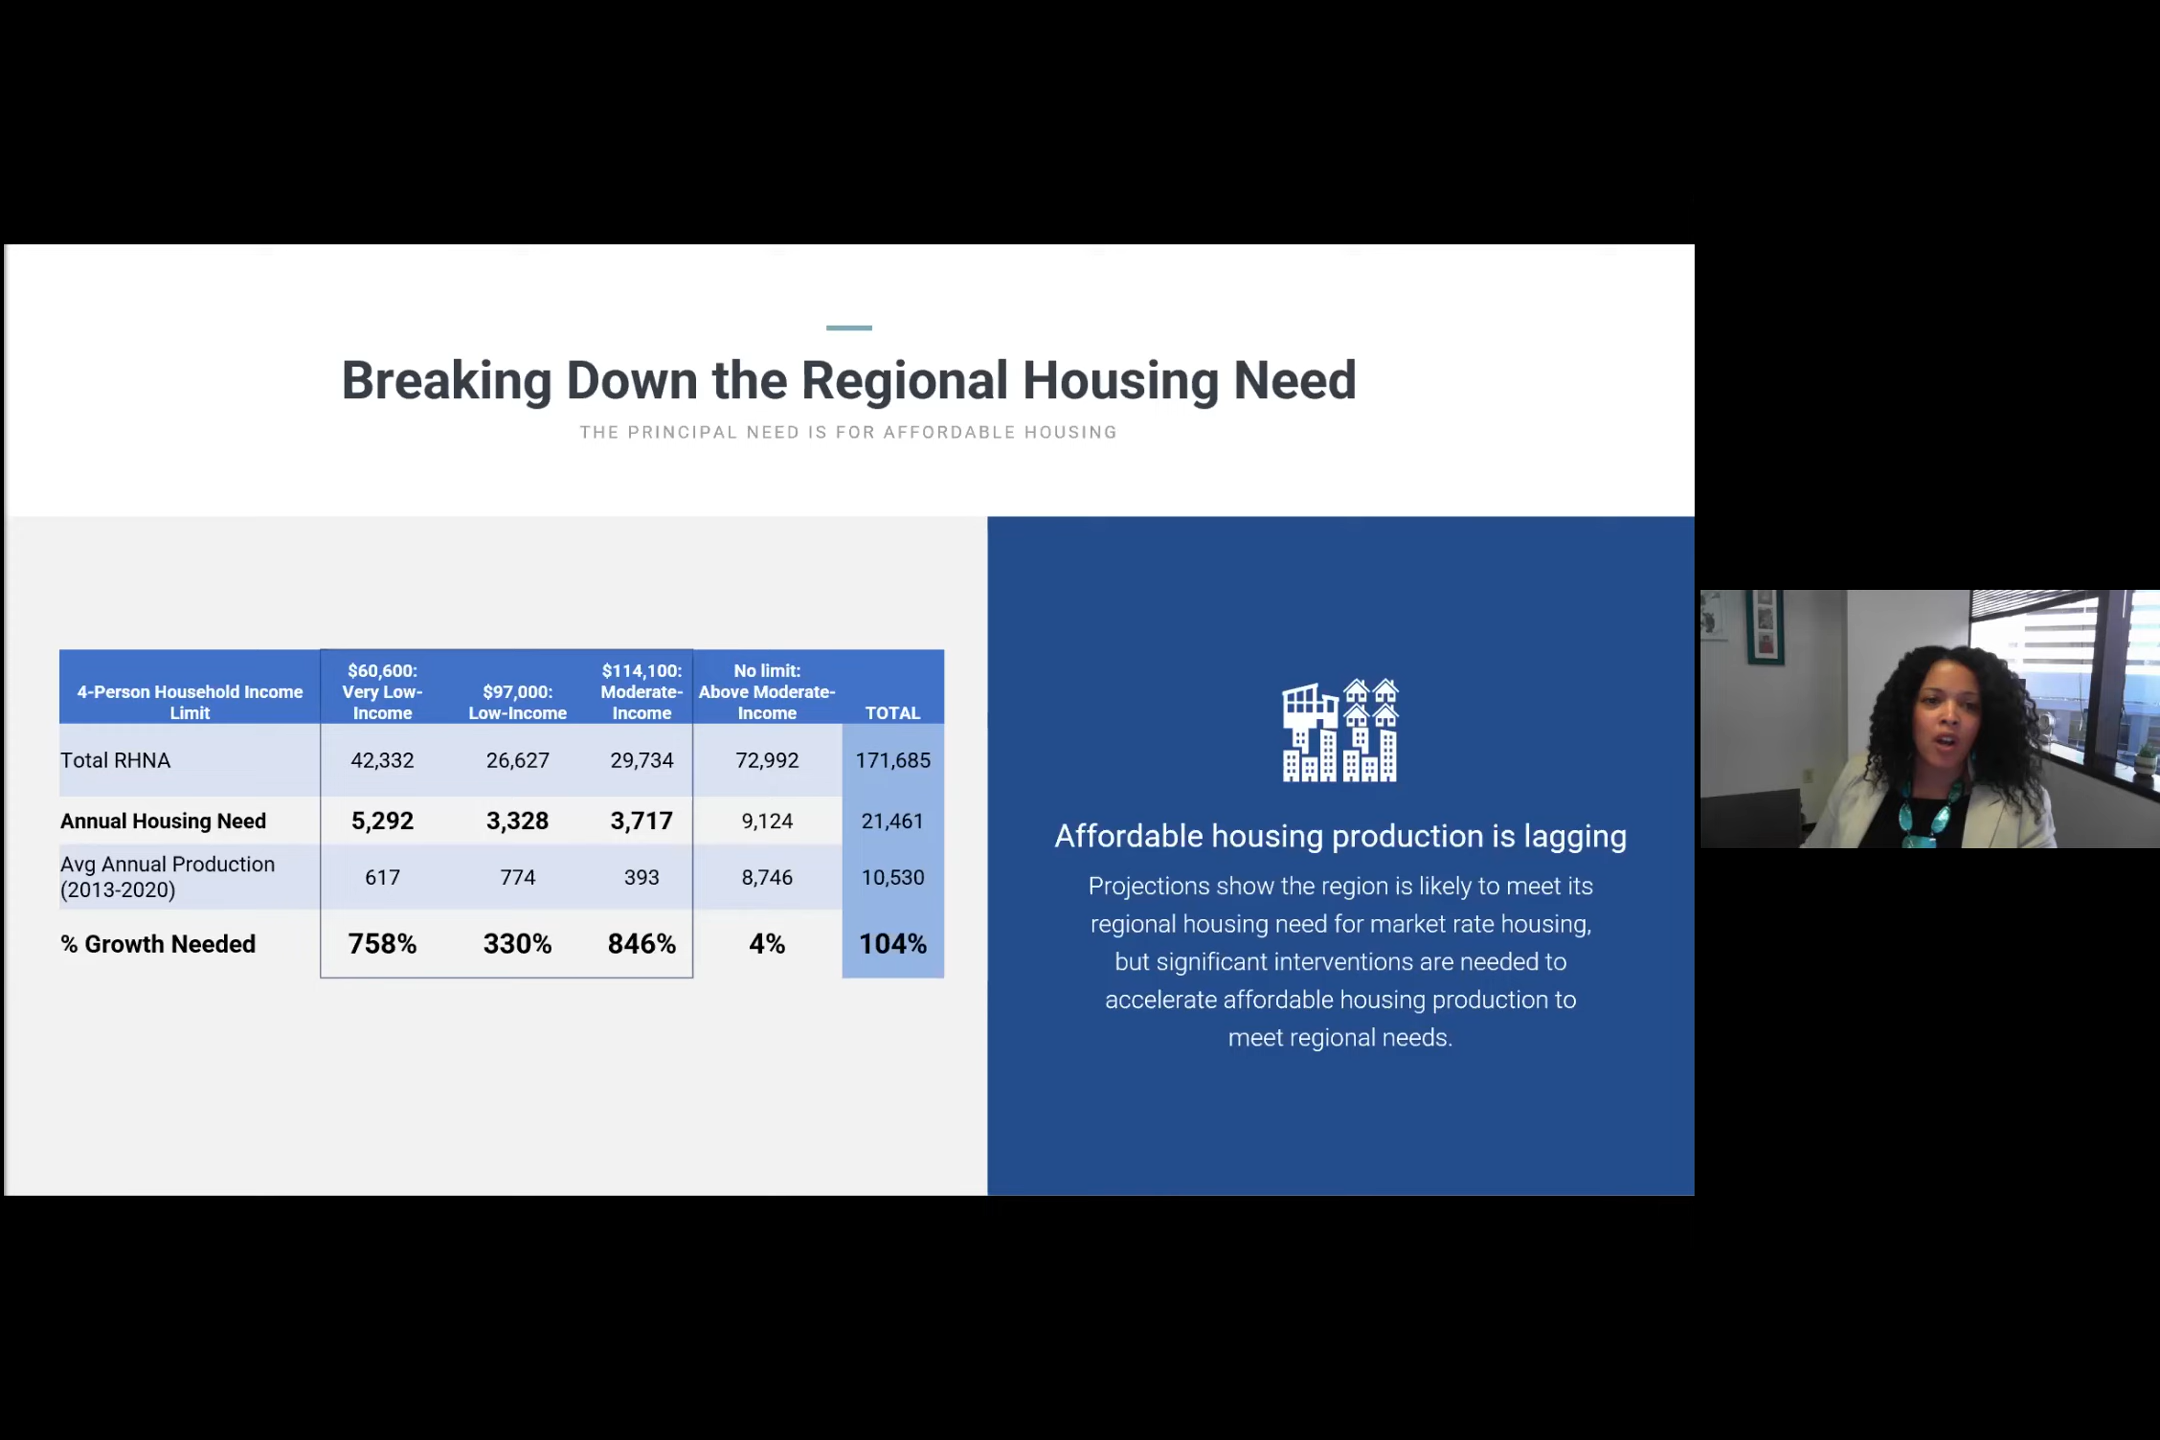 Breaking Down the Regional Housing Need
THE PRINCIPAL NEED IS FOR AFFORDABLE HOUSING
4-Person Household Income
Limit
$60,600:
Very Low-
Income
$97,000:
Low-Income
$114,100:
Moderate-
Income
No limit:
Above Moderate-
Income
TOTAL
Total RHNA 42,332 26,627 29,734 72,992 171,685
Annual Housing Need 5,292 3,328 3,717 9,124 21,461
Avg Annual Production
(2013-2020) 617 774 393 8,746 10,530
% Growth Needed 758% 330% 846% 4% 104%
Affordable housing production is lagging
Projections show the region is likely to meet its
regional housing need for market rate housing,
but significant interventions are needed to
accelerate affordable housing production to
meet regional needs.